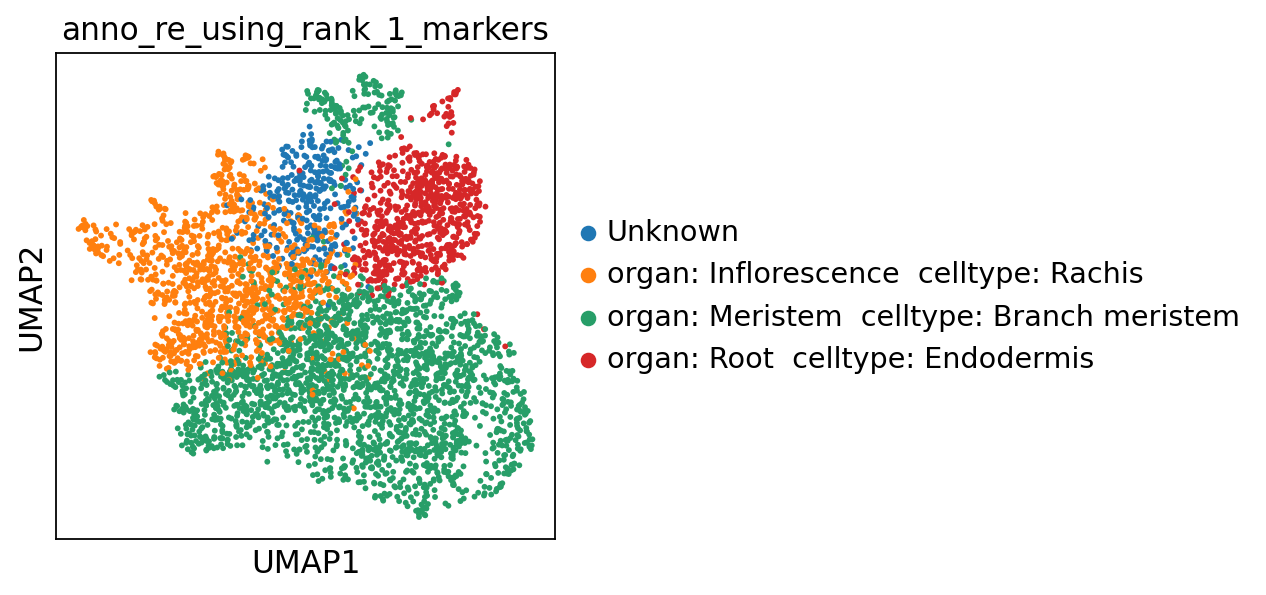 anno_re_using_rank_1_markers
UMAP2
UMAP1
Unknown
organ: Inflorescence  celltype: Rachis
organ: Meristem  celltype: Branch meristem
organ: Root  celltype: Endodermis